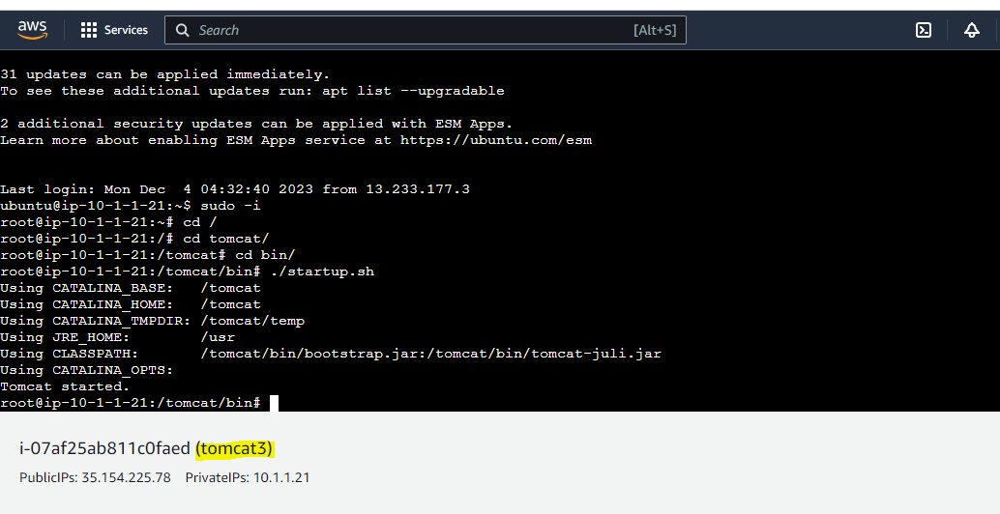 aws
Services
Search
[Alt+S]
31 updates can be applied immediately.
To see these additional updates run: apt list --upgradable
2 additional security updates can be applied with ESM Apps.
Learn more about enabling ESM Apps service at https://ubuntu.com/esm
Last login: Mon Dec  4 04:32:40 2023 from 13.233.177.3
ubuntu@ip-10-1-1-21:~$ sudo -i
root@ip-10-1-1-21:~# cd /
root@ip-10-1-1-21:/# cd tomcat/
root@ip-10-1-1-21:/tomcat# cd bin/
root@ip-10-1-1-21:/tomcat/bin# ./startup.sh
Using CATALINA_BASE:   /tomcat
Using CATALINA_HOME:   /tomcat
Using CATALINA_TMPDIR: /tomcat/temp
Using JRE_HOME:        /usr
Using CLASSPATH:       /tomcat/bin/bootstrap.jar:/tomcat/bin/tomcat-juli.jar
Using CATALINA_OPTS:
Tomcat started.
root@ip-10-1-1-21:/tomcat/bin#
i-07af25ab811c0faed (tomcat3)
PublicIPs: 35.154.225.78    PrivateIPs: 10.1.1.21